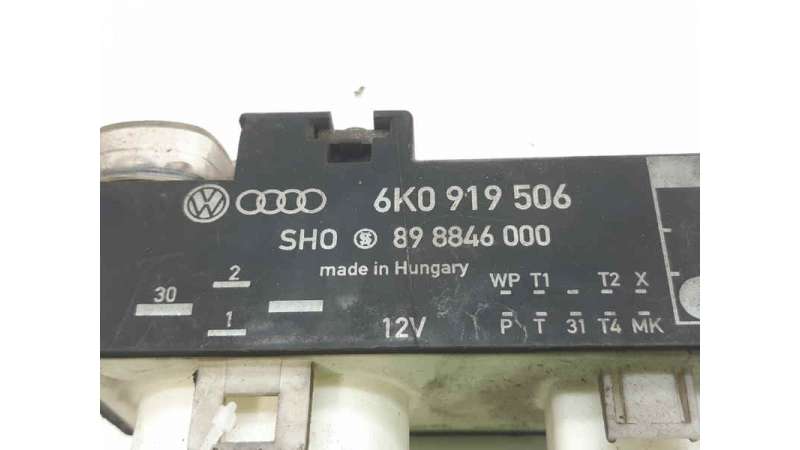 6K0 919 506
SHO 89 8846 000
made in Hungary
WP T1 T2 X
30 2
1
12V
P T 31 T4 MK